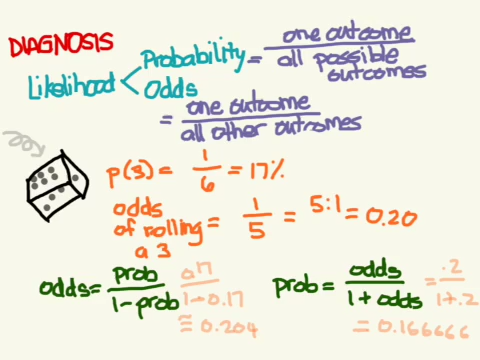 DIAGNOSIS
Likelihood < Probability = one outcome / all possible outcomes
Odds
= one outcome / all other outcomes
p(3) = 1/6 = 17%
odds of rolling a 3 = 1/5 = 5:1 = 0.20
odds = prob / 1 - prob
.17 / 1 - 0.17
≅ 0.204
prob = odds / 1 + odds
= .2 / 1 + .2
= 0.166666